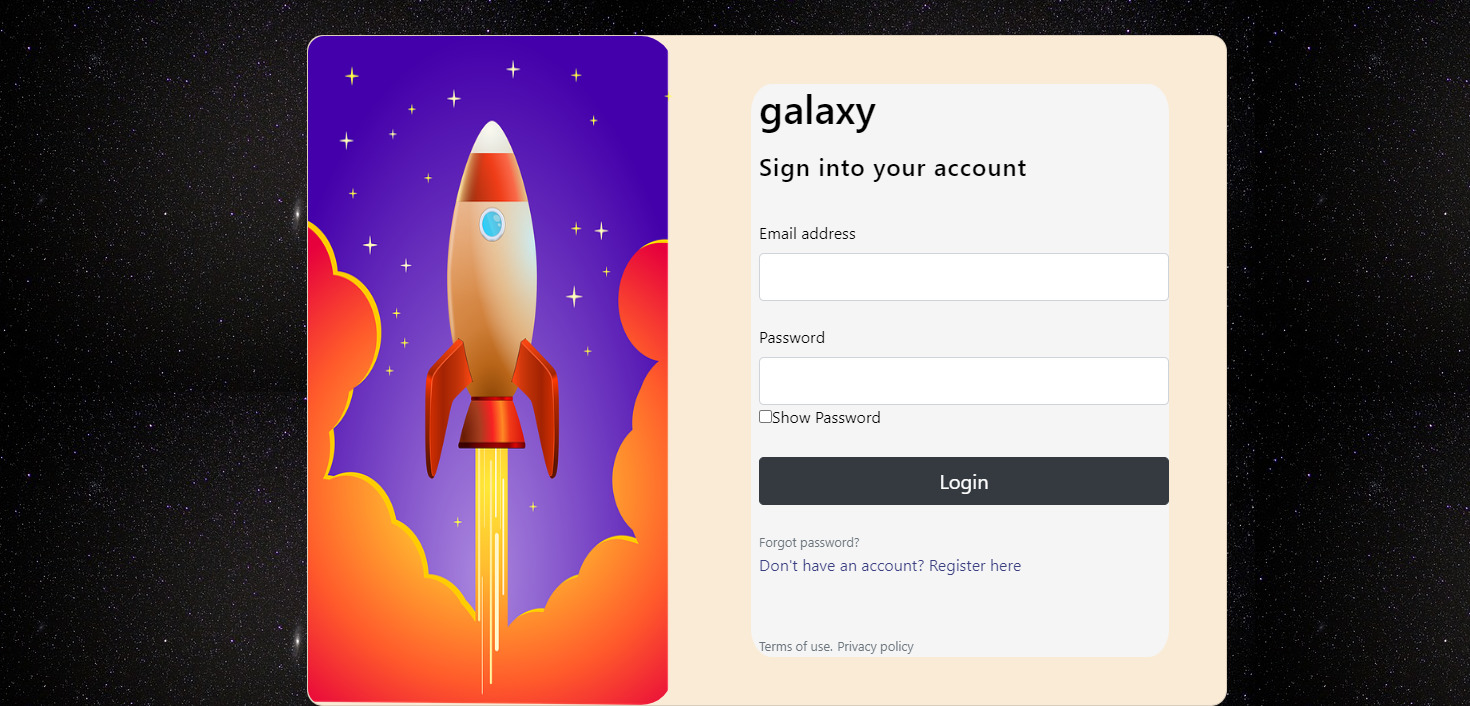 galaxy
Sign into your account
Email address
Password
Show Password
Login
Forgot password?
Don't have an account? Register here
Terms of use. Privacy policy